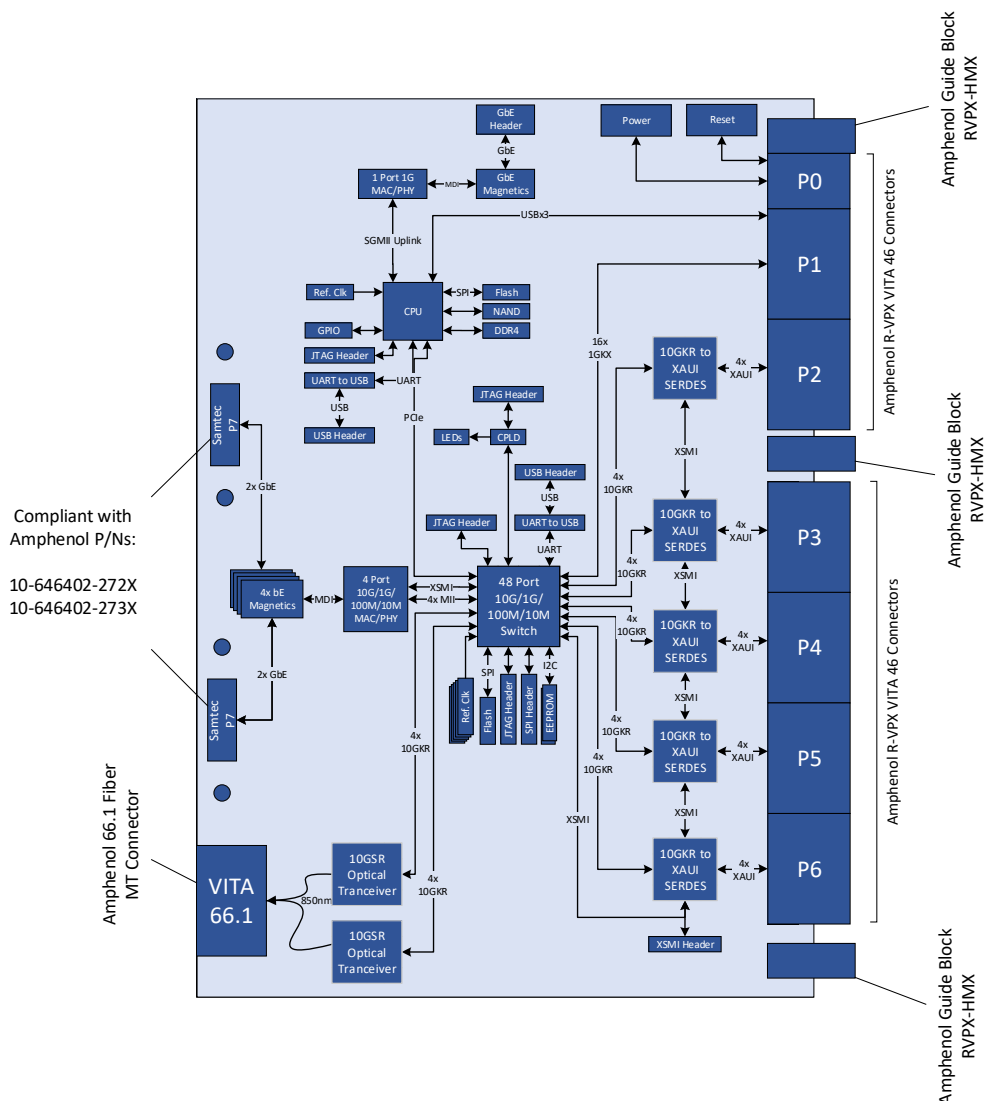 Amphenol Guide Block
RVPX-HMX
GbE
Header
GbE
1 Port 1G
MAC/PHY
MDI
GbE
Magnetics
Power
Reset
P0
USBx3
SGMII Uplink
P1
Amphenol R-VPX VITA 46 Connectors
Ref. Clk
CPU
SPI
Flash
NAND
GPIO
DDR4
JTAG Header
UART to USB
UART
USB
USB Header
PCIe
16x
1GKX
10GKR to
XAUI
SERDES
4x
XAUI
P2
JTAG Header
LEDs
CPLD
XSMI
Amphenol Guide Block
RVPX-HMX
Samtec
P7
2x GbE
Compliant with
Amphenol P/Ns:
10-646402-272X
10-646402-273X
USB Header
USB
UART to USB
UART
JTAG Header
4x
10GKR
10GKR to
XAUI
SERDES
4x
XAUI
P3
4x
10GKR
XSMI
4x bE
Magnetics
MDI
4 Port
10G/1G/
100M/10M
MAC/PHY
XSMI
4x MII
48 Port
10G/1G/
100M/10M
Switch
4x
10GKR
10GKR to
XAUI
SERDES
4x
XAUI
P4
Amphenol R-VPX VITA 46 Connectors
2x GbE
Samtec
P7
SPI
I2C
Ref. Clk
Flash
JTAG Header
SPI Header
EEPROM
XSMI
4x
10GKR
4x
10GKR
4x
10GKR
10GKR to
XAUI
SERDES
4x
XAUI
P5
XSMI
XSMI
Amphenol 66.1 Fiber
MT Connector
VITA
66.1
850nm
10GSR
Optical
Tranceiver
4x
10GKR
10GSR
Optical
Tranceiver
10GKR to
XAUI
SERDES
4x
XAUI
P6
XSMI Header
Amphenol Guide Block
RVPX-HMX